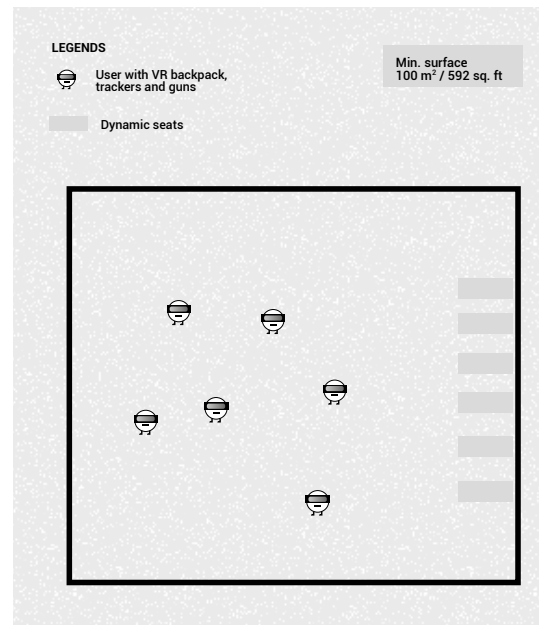 LEGENDS
Min. surface
100 m² / 592 sq. ft
User with VR backpack,
trackers and guns
Dynamic seats